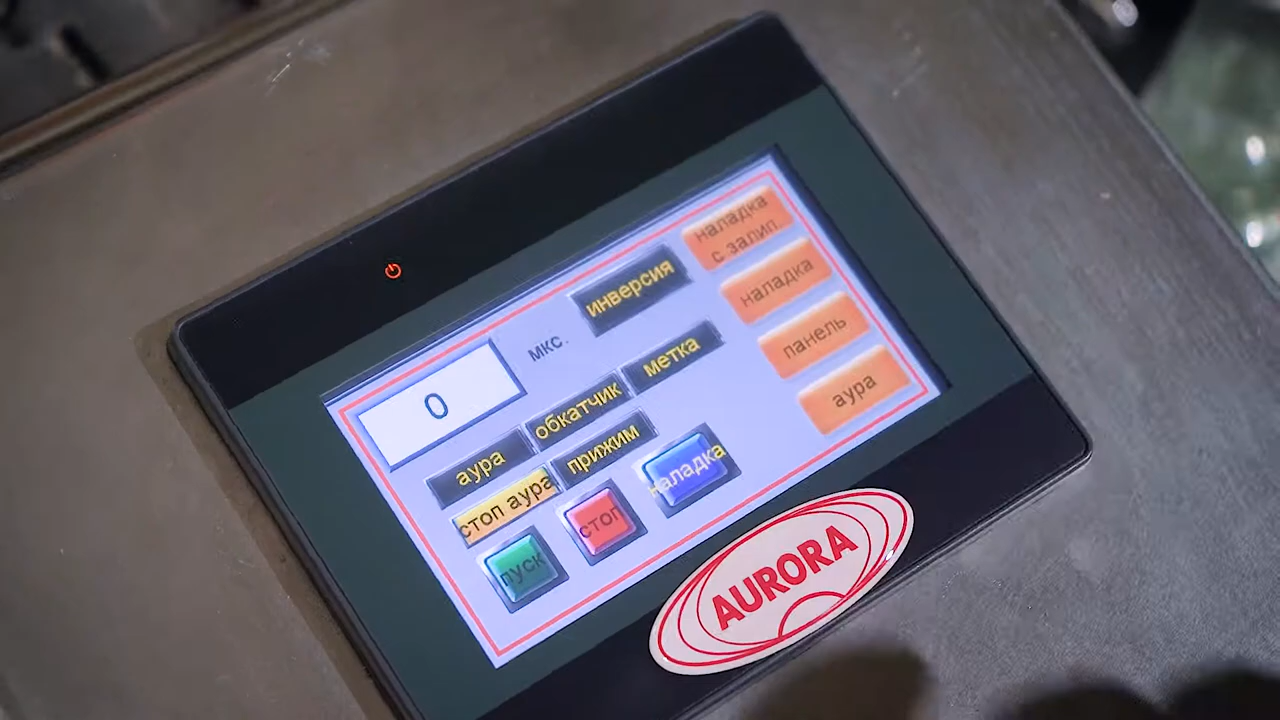 0
мкс.
инверсия
аура
обкатчик
метка
стоп аура
прижим
пуск
стоп
наладка
наладка
с залип.
наладка
панель
аура
AURORA